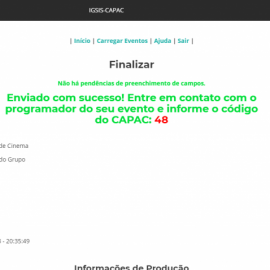 IGSIS-CAPAC
| Início | Carregar Eventos | Ajuda | Sair |
Finalizar
Não há pendências de preenchimento de campos.
Enviado com sucesso! Entre em contato com o
programador do seu evento e informe o código
do CAPAC: 48
de Cinema
do Grupo
- 20:35:49
Informações de Produção